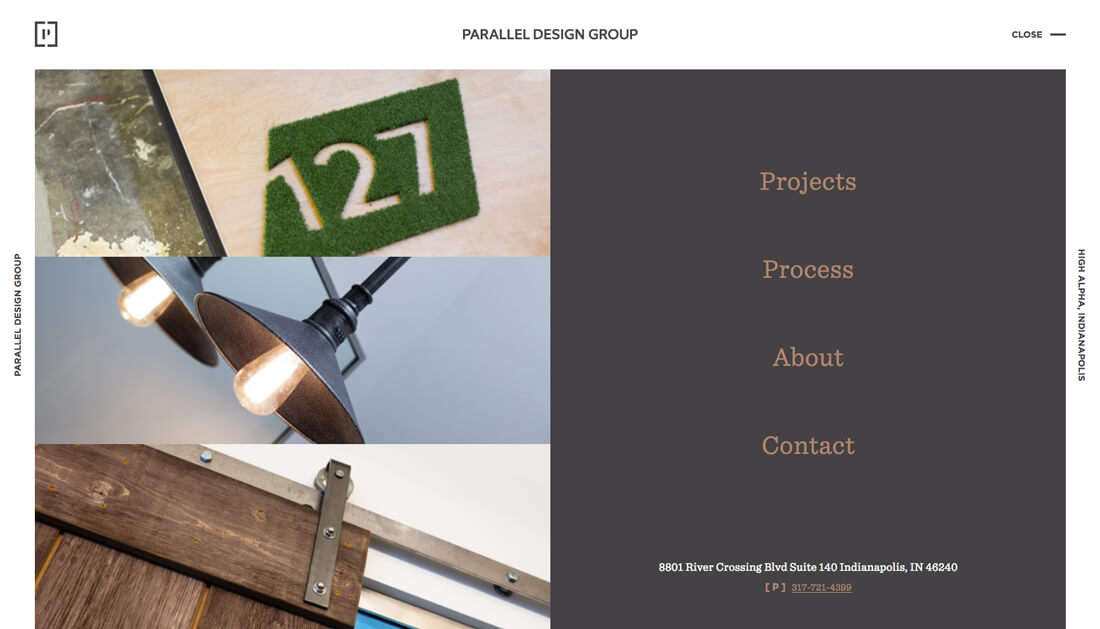 P
PARALLEL DESIGN GROUP
CLOSE
127
PARALLEL DESIGN GROUP
Projects
Process
About
Contact
HIGH ALPHA, INDIANAPOLIS
8801 River Crossing Blvd Suite 140 Indianapolis, IN 46240
[P] 317-721-4399